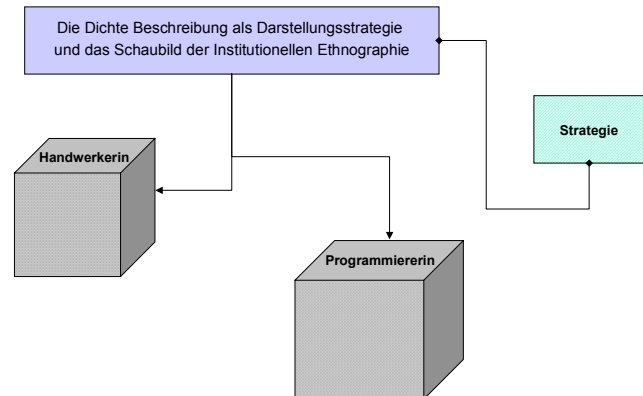 Die Dichte Beschreibung als Darstellungsstrategie
und das Schaubild der Institutionellen Ethnographie
Strategie
Handwerkerin
Programmiererin